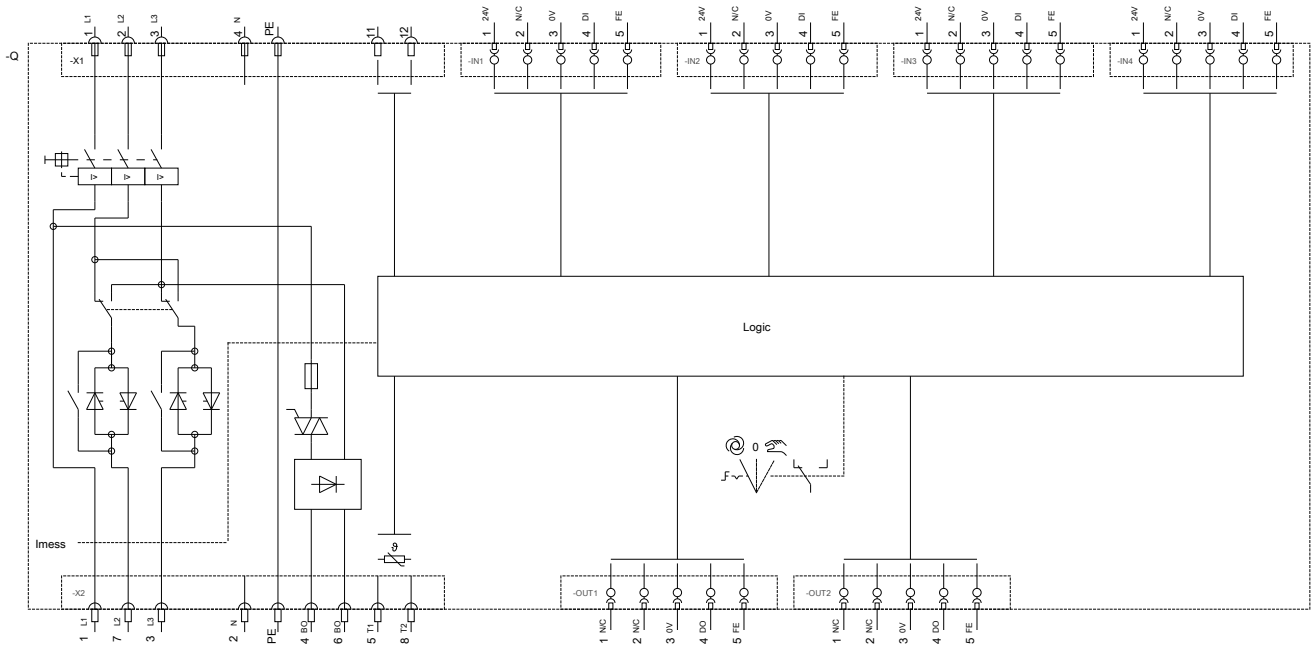 1 L1
2 L2
3 L3
4 N
PE
11
12
1 24V
2 N/C
3 0V
4 DI
5 FE
1 24V
2 N/C
3 0V
4 DI
5 FE
1 24V
2 N/C
3 0V
4 DI
5 FE
1 24V
2 N/C
3 0V
4 DI
5 FE
-Q
-X1
-IN1
-IN2
-IN3
-IN4
I>
I>
I>
Logic
0
Imess
ϑ
-X2
-OUT1
-OUT2
1 L1
7 L2
3 L3
2 N
PE
4 BO
6 BO
5 T1
8 T2
1 N/C
2 N/C
3 0V
4 DO
5 FE
1 N/C
2 N/C
3 0V
4 DO
5 FE